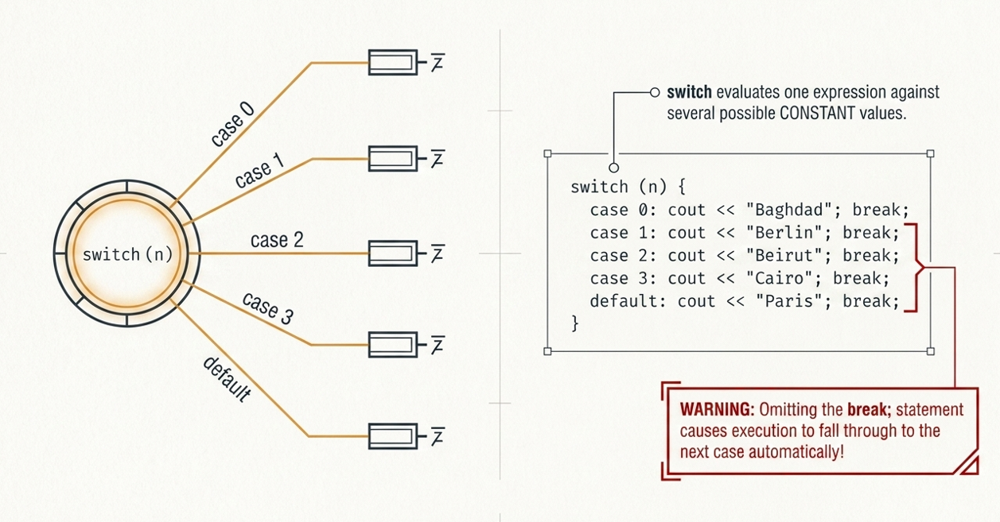 case 0
case 1
case 2
case 3
default
switch (n)
switch evaluates one expression against
several possible CONSTANT values.
switch (n) {
case 0: cout << "Baghdad"; break;
case 1: cout << "Berlin"; break;
case 2: cout << "Beirut"; break;
case 3: cout << "Cairo"; break;
default: cout << "Paris"; break;
}
WARNING: Omitting the break; statement
causes execution to fall through to the
next case automatically!